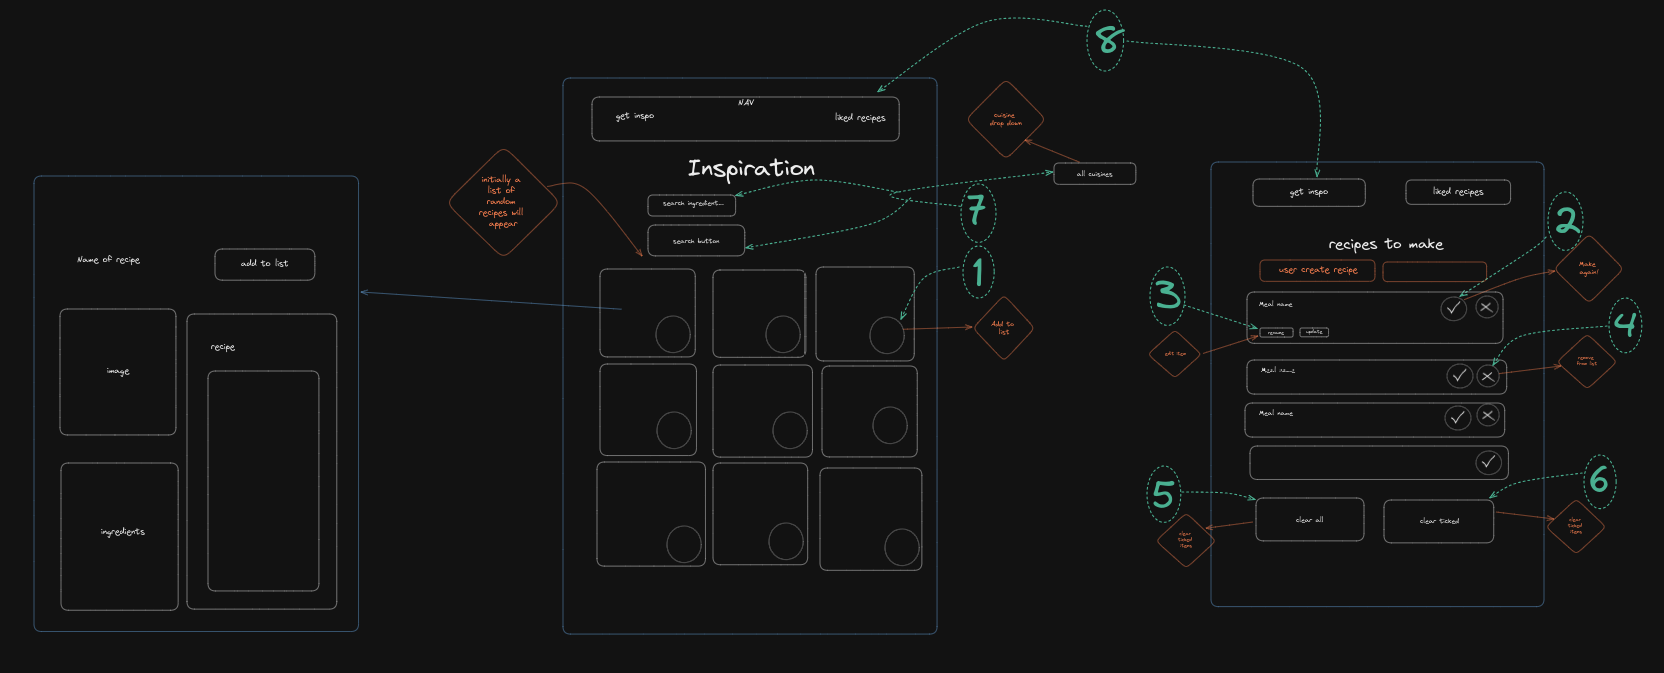 8
NAV
get inspo
liked recipes
cuisine
drop down
Inspiration
all cuisines
initially a
list of
random
recipes will
appear
search ingredient...
7
search button
get inspo
liked recipes
2
Name of recipe
add to list
recipes to make
1
user create recipe
Make
again!
3
Meal name
4
rename
update
Add to
list
edit item
recipe
image
Meal name
remove
from list
Meal name
5
6
ingredients
clear all
clear ticked
clear
ticked
items
clear
ticked
items